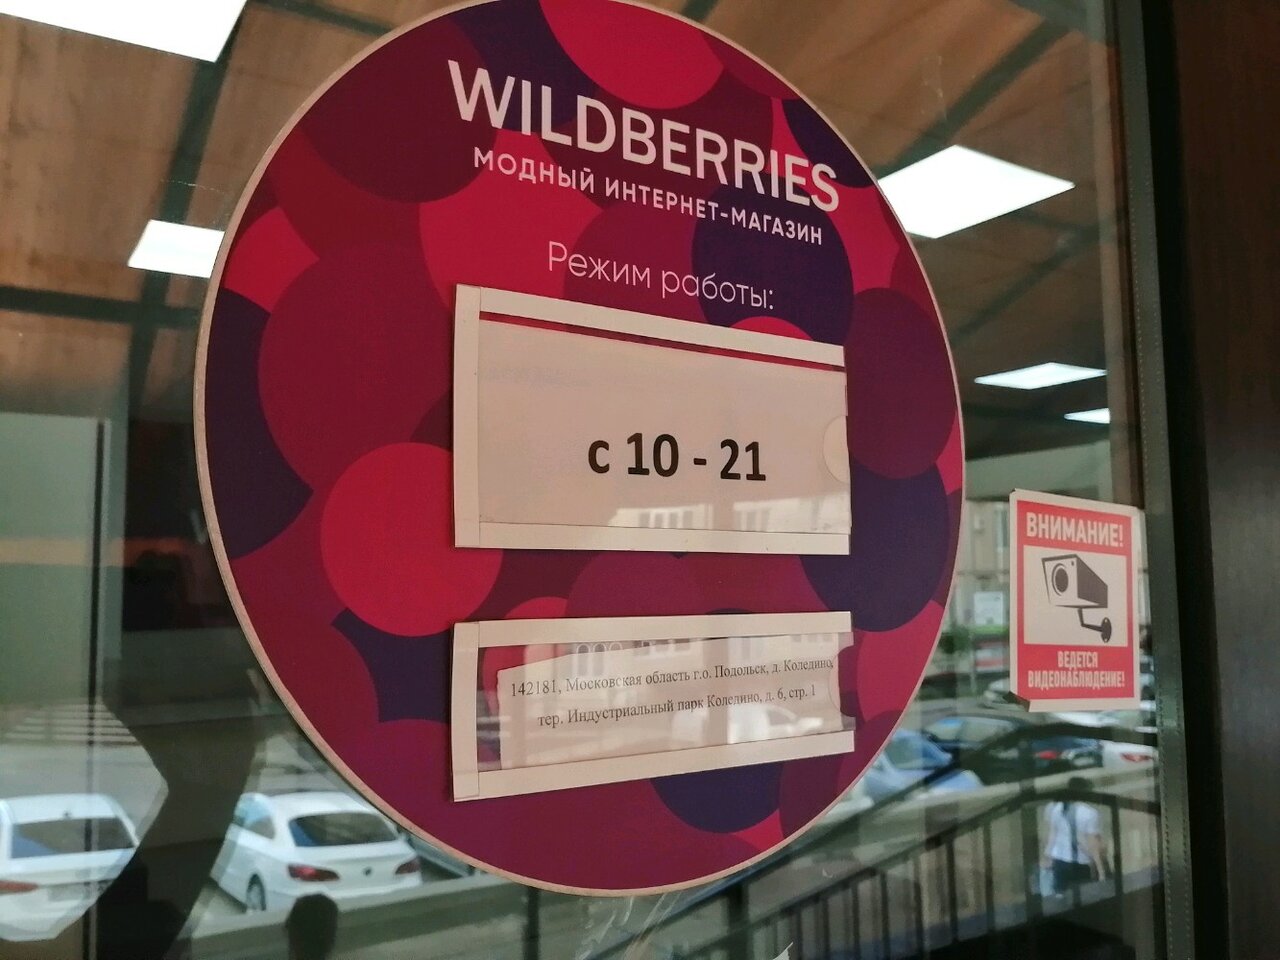 WILDBERRIES
МОДНЫЙ ИНТЕРНЕТ-МАГАЗИН
Режим работы:
с 10 - 21
142181, Московская область г.о. Подольск, д. Коледино,
тер. Индустриальный парк Коледино, д. 6, стр. 1
ВНИМАНИЕ!
ВЕДЕТСЯ
ВИДЕОНАБЛЮДЕНИЕ!